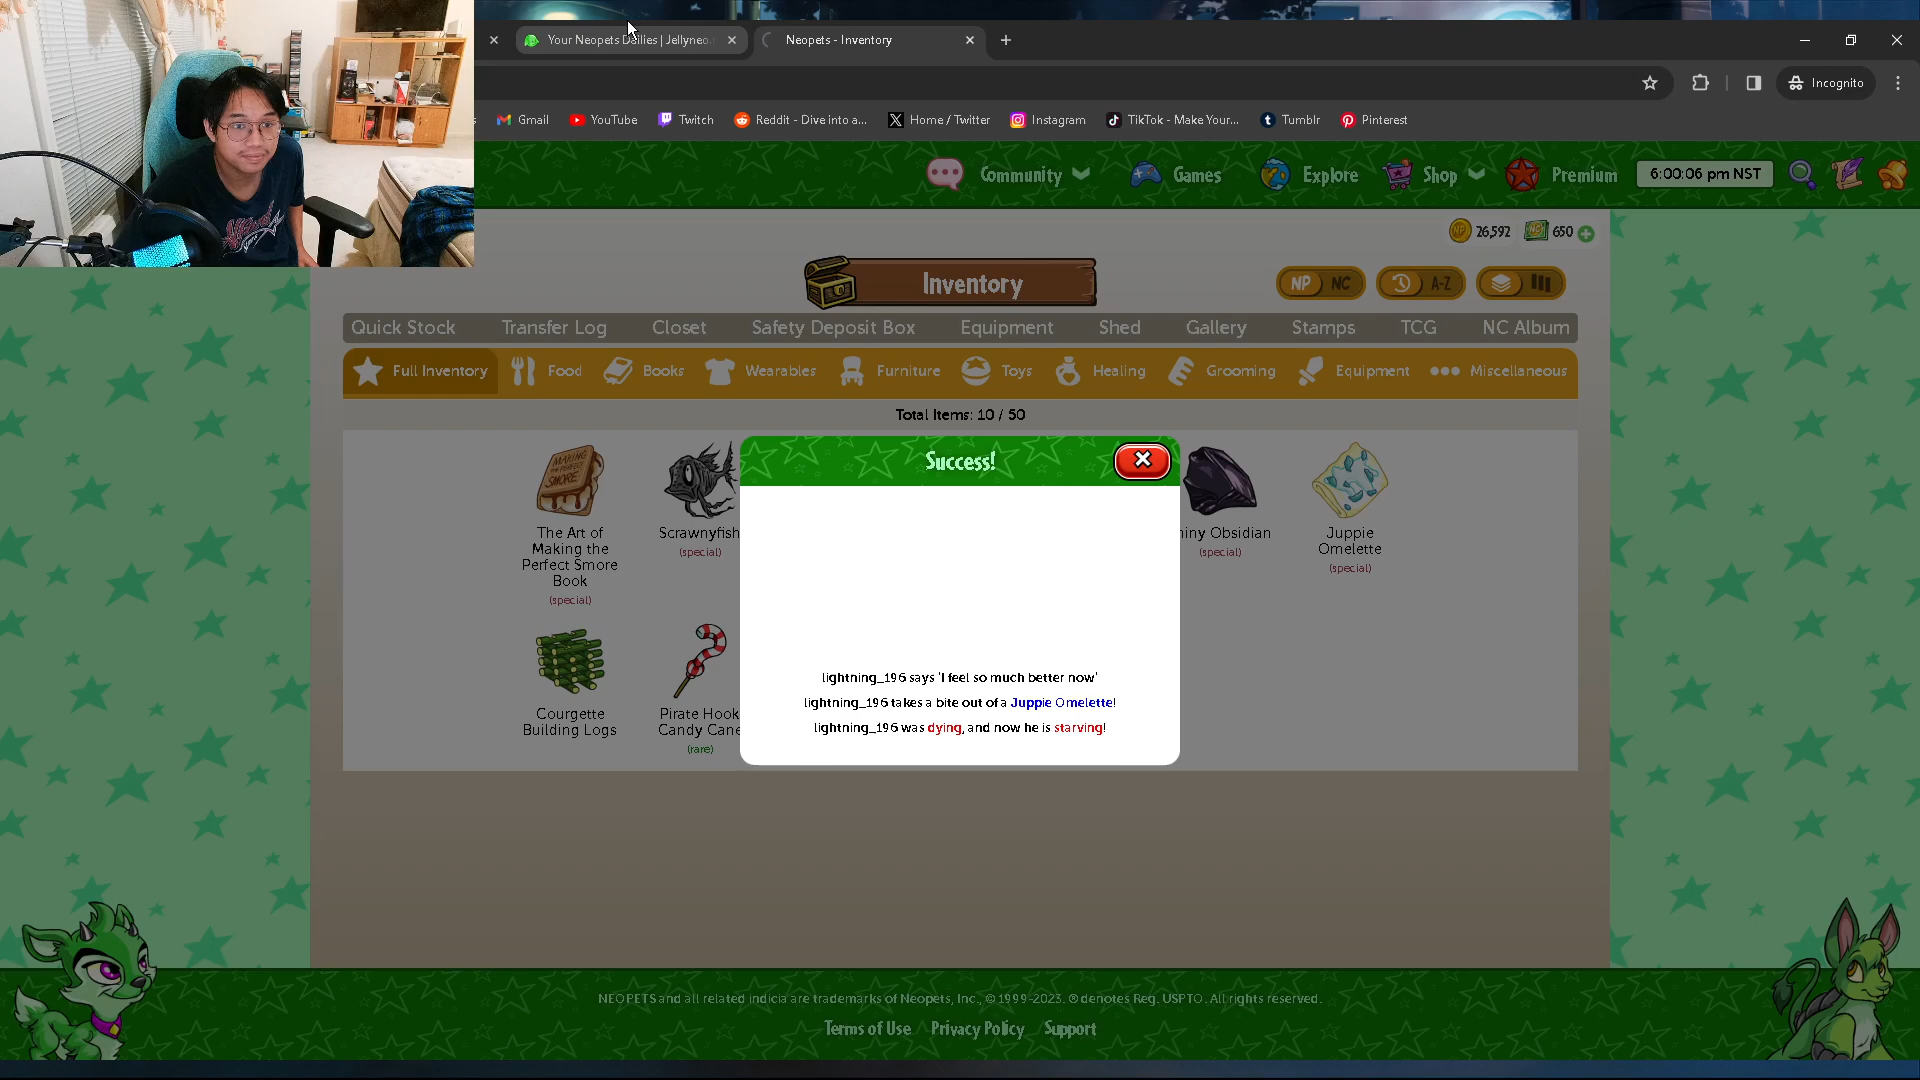 Your Neopets Dailies | Jellyneo.
Neopets - Inventory
Incognito
Gmail
YouTube
Twitch
Reddit - Dive into a...
Home / Twitter
Instagram
TikTok - Make Your...
Tumblr
Pinterest
Community
Games
Explore
Shop
Premium
6:00:06 pm NST
NP
26,592
NC
650
Inventory
NP NC
A-Z
Quick Stock
Transfer Log
Closet
Safety Deposit Box
Equipment
Shed
Gallery
Stamps
TCG
NC Album
Full Inventory
Food
Books
Wearables
Furniture
Toys
Healing
Grooming
Equipment
Miscellaneous
Total Items: 10 / 50
Success!
MAKING
THE PERFECT
SMORE
The Art of
Making the
Perfect Smore
Book
(special)
Scrawnyfish
(special)
hiny Obsidian
(special)
Juppie
Omelette
(special)
Courgette
Building Logs
Pirate Hook
Candy Cane
(rare)
lightning_196 says 'I feel so much better now'
lightning_196 takes a bite out of a Juppie Omelette!
lightning_196 was dying, and now he is starving!
NEOPETS and all related indicia are trademarks of Neopets, Inc., © 1999-2023. ® denotes Reg. USPTO. All rights reserved.
Terms of Use
Privacy Policy
Support